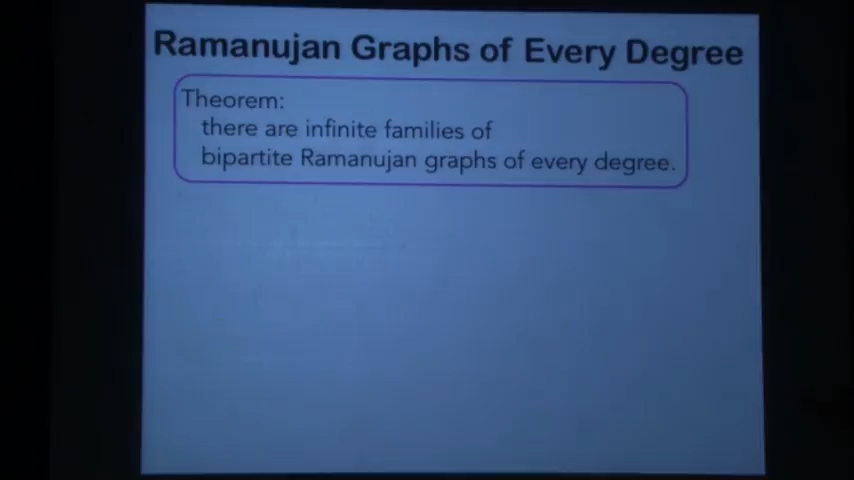 Ramanujan Graphs of Every Degree
Theorem:
there are infinite families of
bipartite Ramanujan graphs of every degree.